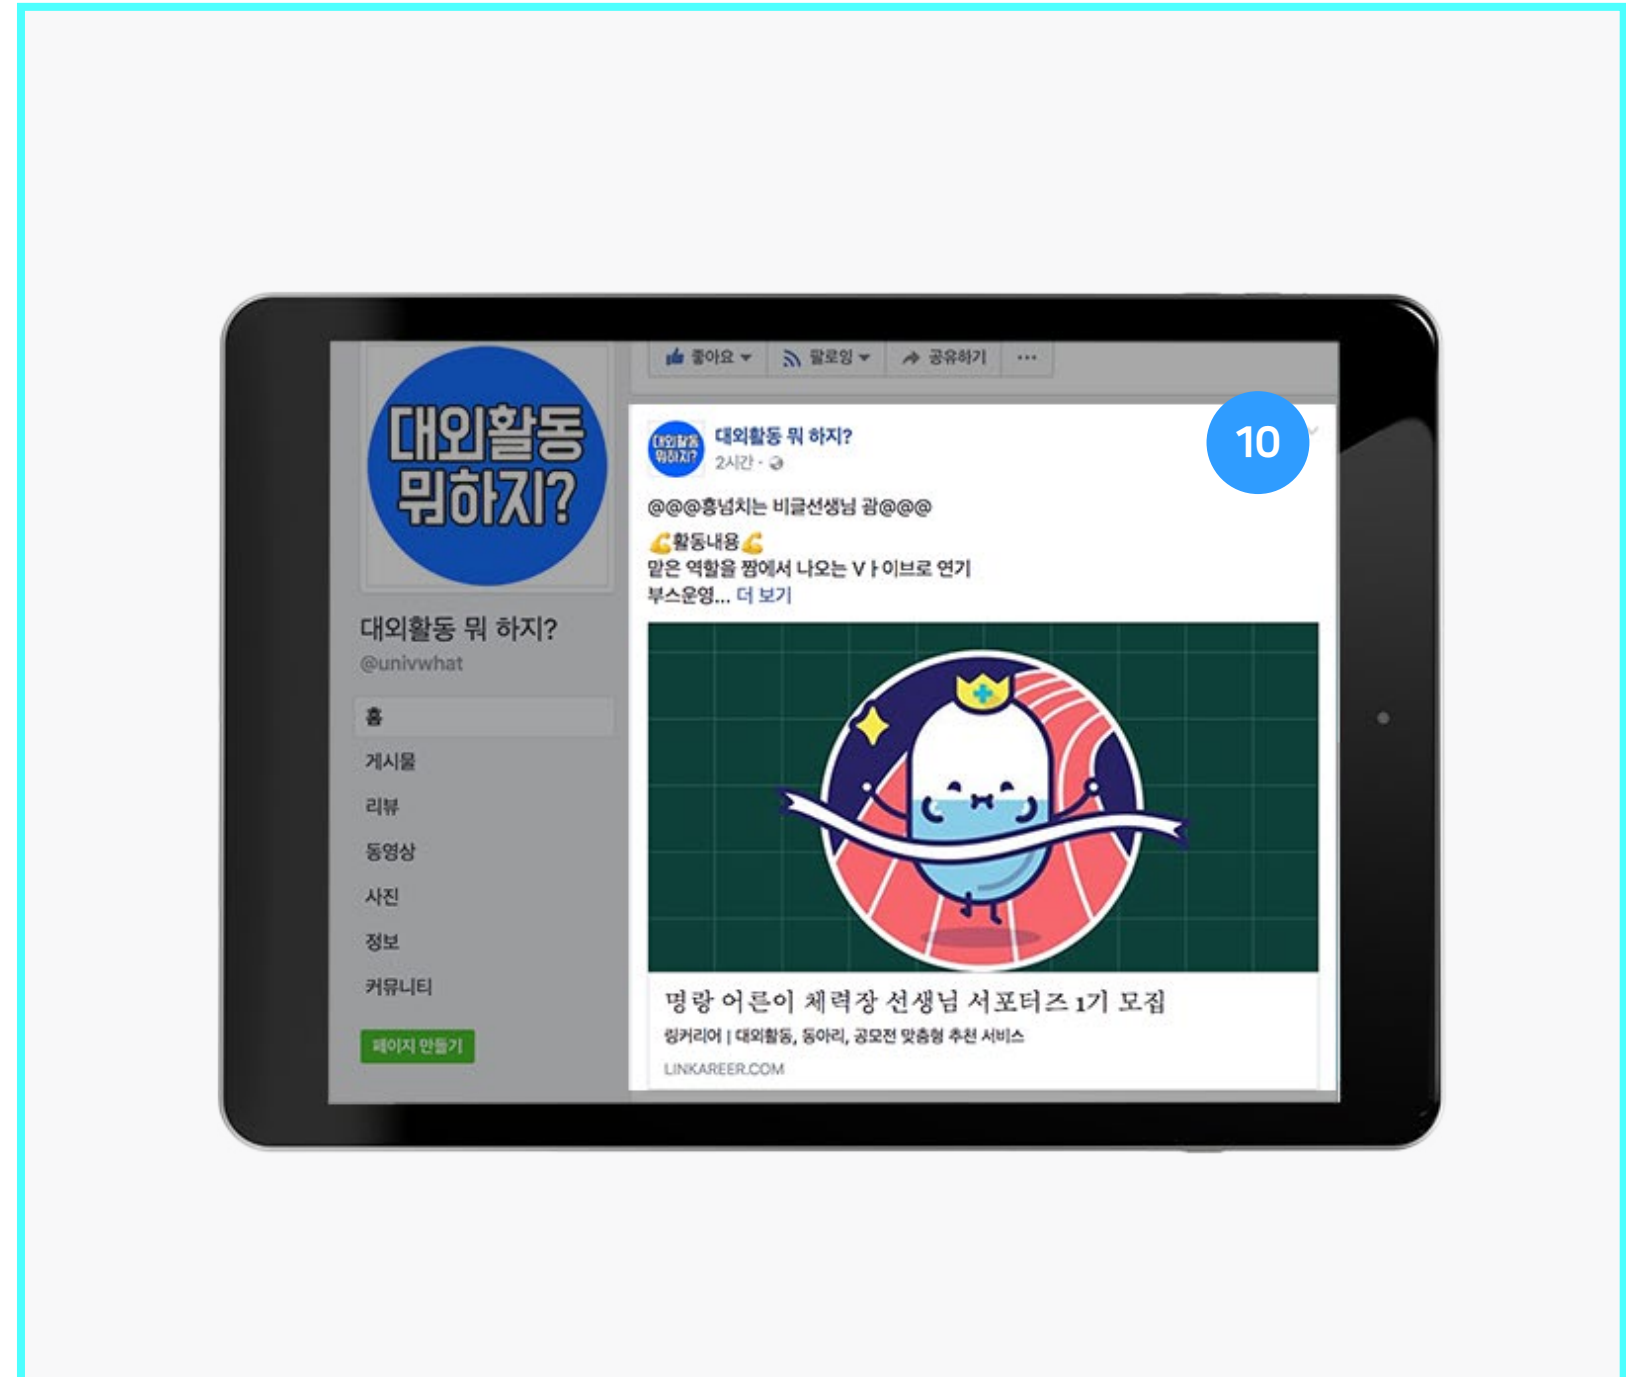 대외활동
뭐하지?
대외활동 뭐 하지?
@univwhat
홈
게시물
리뷰
동영상
사진
정보
커뮤니티
페이지 만들기
좋아요 팔로잉 공유하기 ...
10
대외활동
뭐하지?
대외활동 뭐 하지?
2시간 ·
@@@흥넘치는 비글선생님 괌@@@
💪활동내용💪
맡은 역할을 짬에서 나오는 Vㅏ이브로 연기
부스운영... 더 보기
명랑 어른이 체력장 선생님 서포터즈 1기 모집
링커리어 | 대외활동, 동아리, 공모전 맞춤형 추천 서비스
LINKAREER.COM